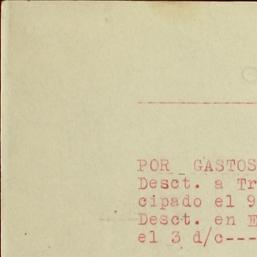 POR GASTOS
Desct. a Tr
cipado el 9
Desct. en E
el 3 d/c---